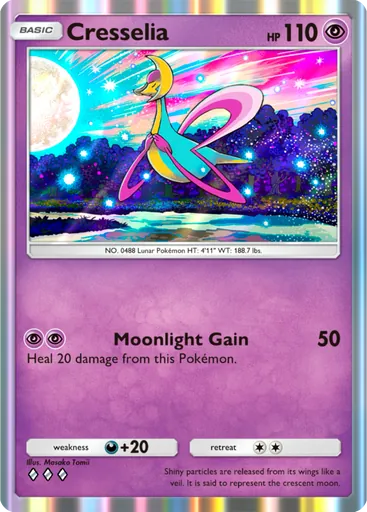 BASIC
Cresselia
HP 110
NO. 0488 Lunar Pokémon HT: 4'11" WT: 188.7 lbs.
Moonlight Gain 50
Heal 20 damage from this Pokémon.
weakness +20 retreat
Illus. Masako Tomii
Shiny particles are released from its wings like a
veil. It is said to represent the crescent moon.